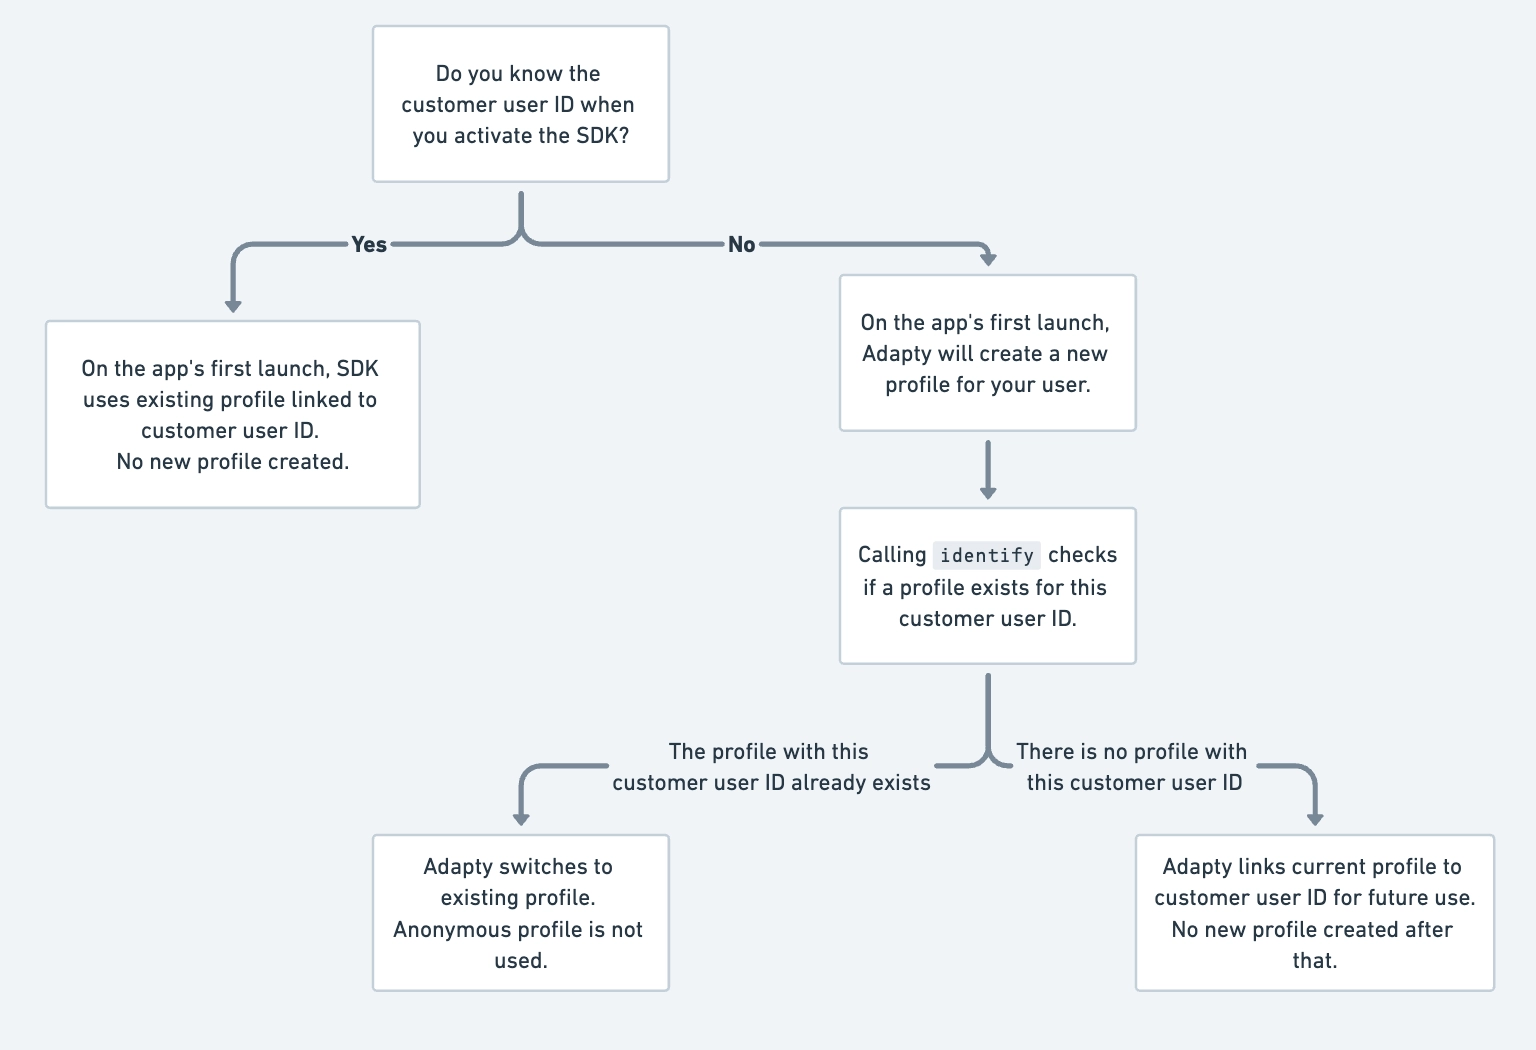 Do you know the
customer user ID when
you activate the SDK?
Yes
No
On the app's first launch, SDK
uses existing profile linked to
customer user ID.
No new profile created.
On the app's first launch,
Adapty will create a new
profile for your user.
Calling identify checks
if a profile exists for this
customer user ID.
The profile with this
customer user ID already exists
There is no profile with
this customer user ID
Adapty switches to
existing profile.
Anonymous profile is not
used.
Adapty links current profile to
customer user ID for future use.
No new profile created after
that.